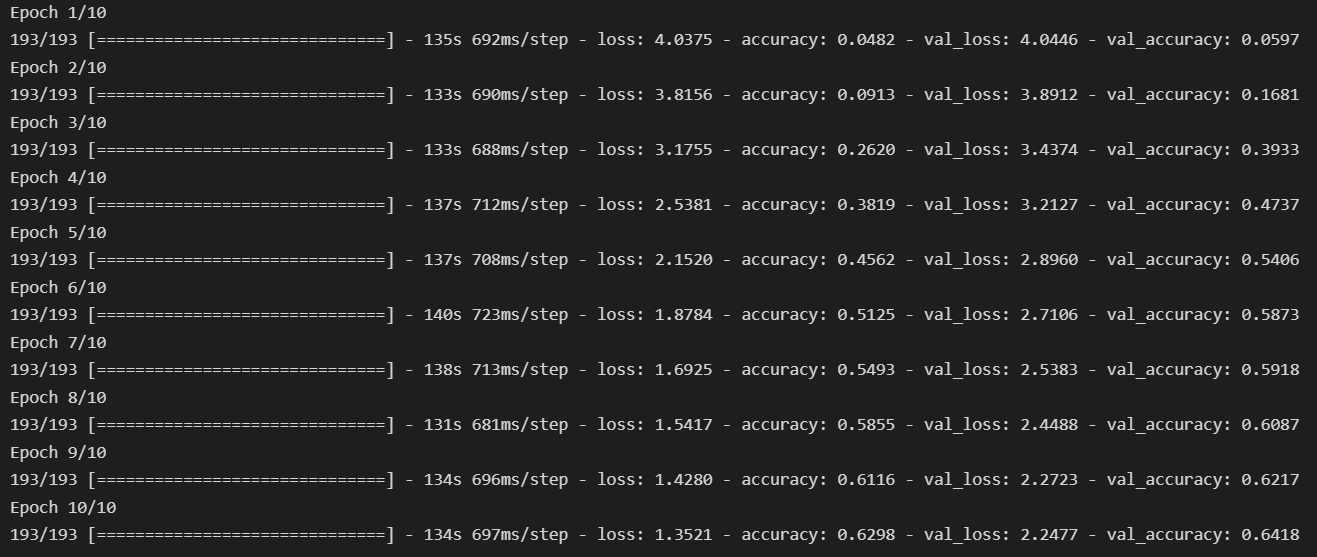 Epoch 1/10
193/193 [==============================] - 135s 692ms/step - loss: 4.0375 - accuracy: 0.0482 - val_loss: 4.0446 - val_accuracy: 0.0597
Epoch 2/10
193/193 [==============================] - 133s 690ms/step - loss: 3.8156 - accuracy: 0.0913 - val_loss: 3.8912 - val_accuracy: 0.1681
Epoch 3/10
193/193 [==============================] - 133s 688ms/step - loss: 3.1755 - accuracy: 0.2620 - val_loss: 3.4374 - val_accuracy: 0.3933
Epoch 4/10
193/193 [==============================] - 137s 712ms/step - loss: 2.5381 - accuracy: 0.3819 - val_loss: 3.2127 - val_accuracy: 0.4737
Epoch 5/10
193/193 [==============================] - 137s 708ms/step - loss: 2.1520 - accuracy: 0.4562 - val_loss: 2.8960 - val_accuracy: 0.5406
Epoch 6/10
193/193 [==============================] - 140s 723ms/step - loss: 1.8784 - accuracy: 0.5125 - val_loss: 2.7106 - val_accuracy: 0.5873
Epoch 7/10
193/193 [==============================] - 138s 713ms/step - loss: 1.6925 - accuracy: 0.5493 - val_loss: 2.5383 - val_accuracy: 0.5918
Epoch 8/10
193/193 [==============================] - 131s 681ms/step - loss: 1.5417 - accuracy: 0.5855 - val_loss: 2.4488 - val_accuracy: 0.6087
Epoch 9/10
193/193 [==============================] - 134s 696ms/step - loss: 1.4280 - accuracy: 0.6116 - val_loss: 2.2723 - val_accuracy: 0.6217
Epoch 10/10
193/193 [==============================] - 134s 697ms/step - loss: 1.3521 - accuracy: 0.6298 - val_loss: 2.2477 - val_accuracy: 0.6418